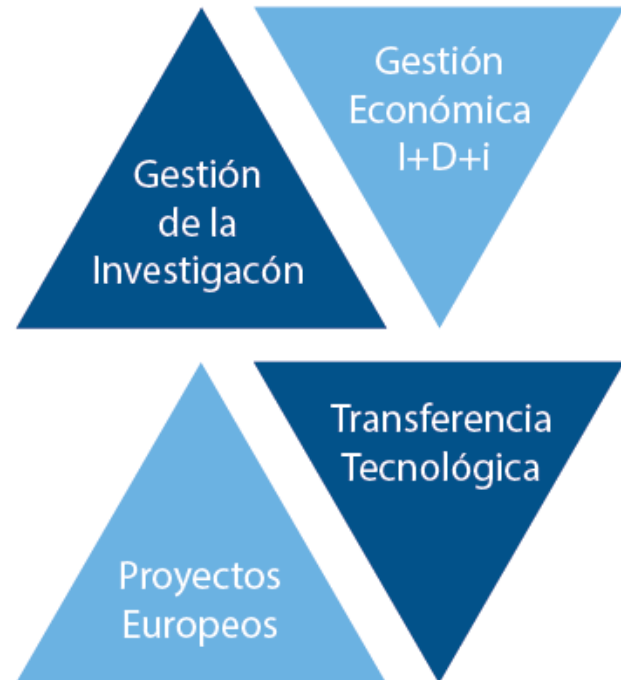 Gestión
de la
Investigacón
Gestión
Económica
I+D+i
Proyectos
Europeos
Transferencia
Tecnológica